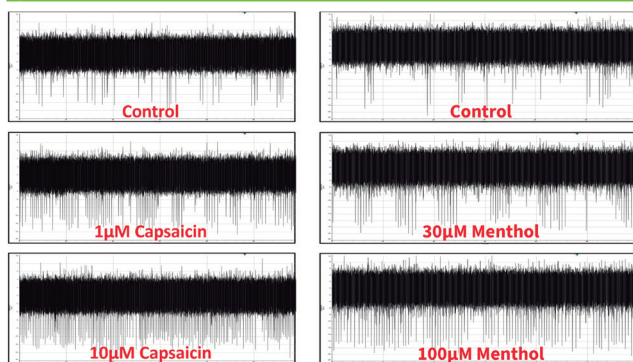 Control
Control
1µM Capsaicin
30µM Menthol
10µM Capsaicin
100µM Menthol